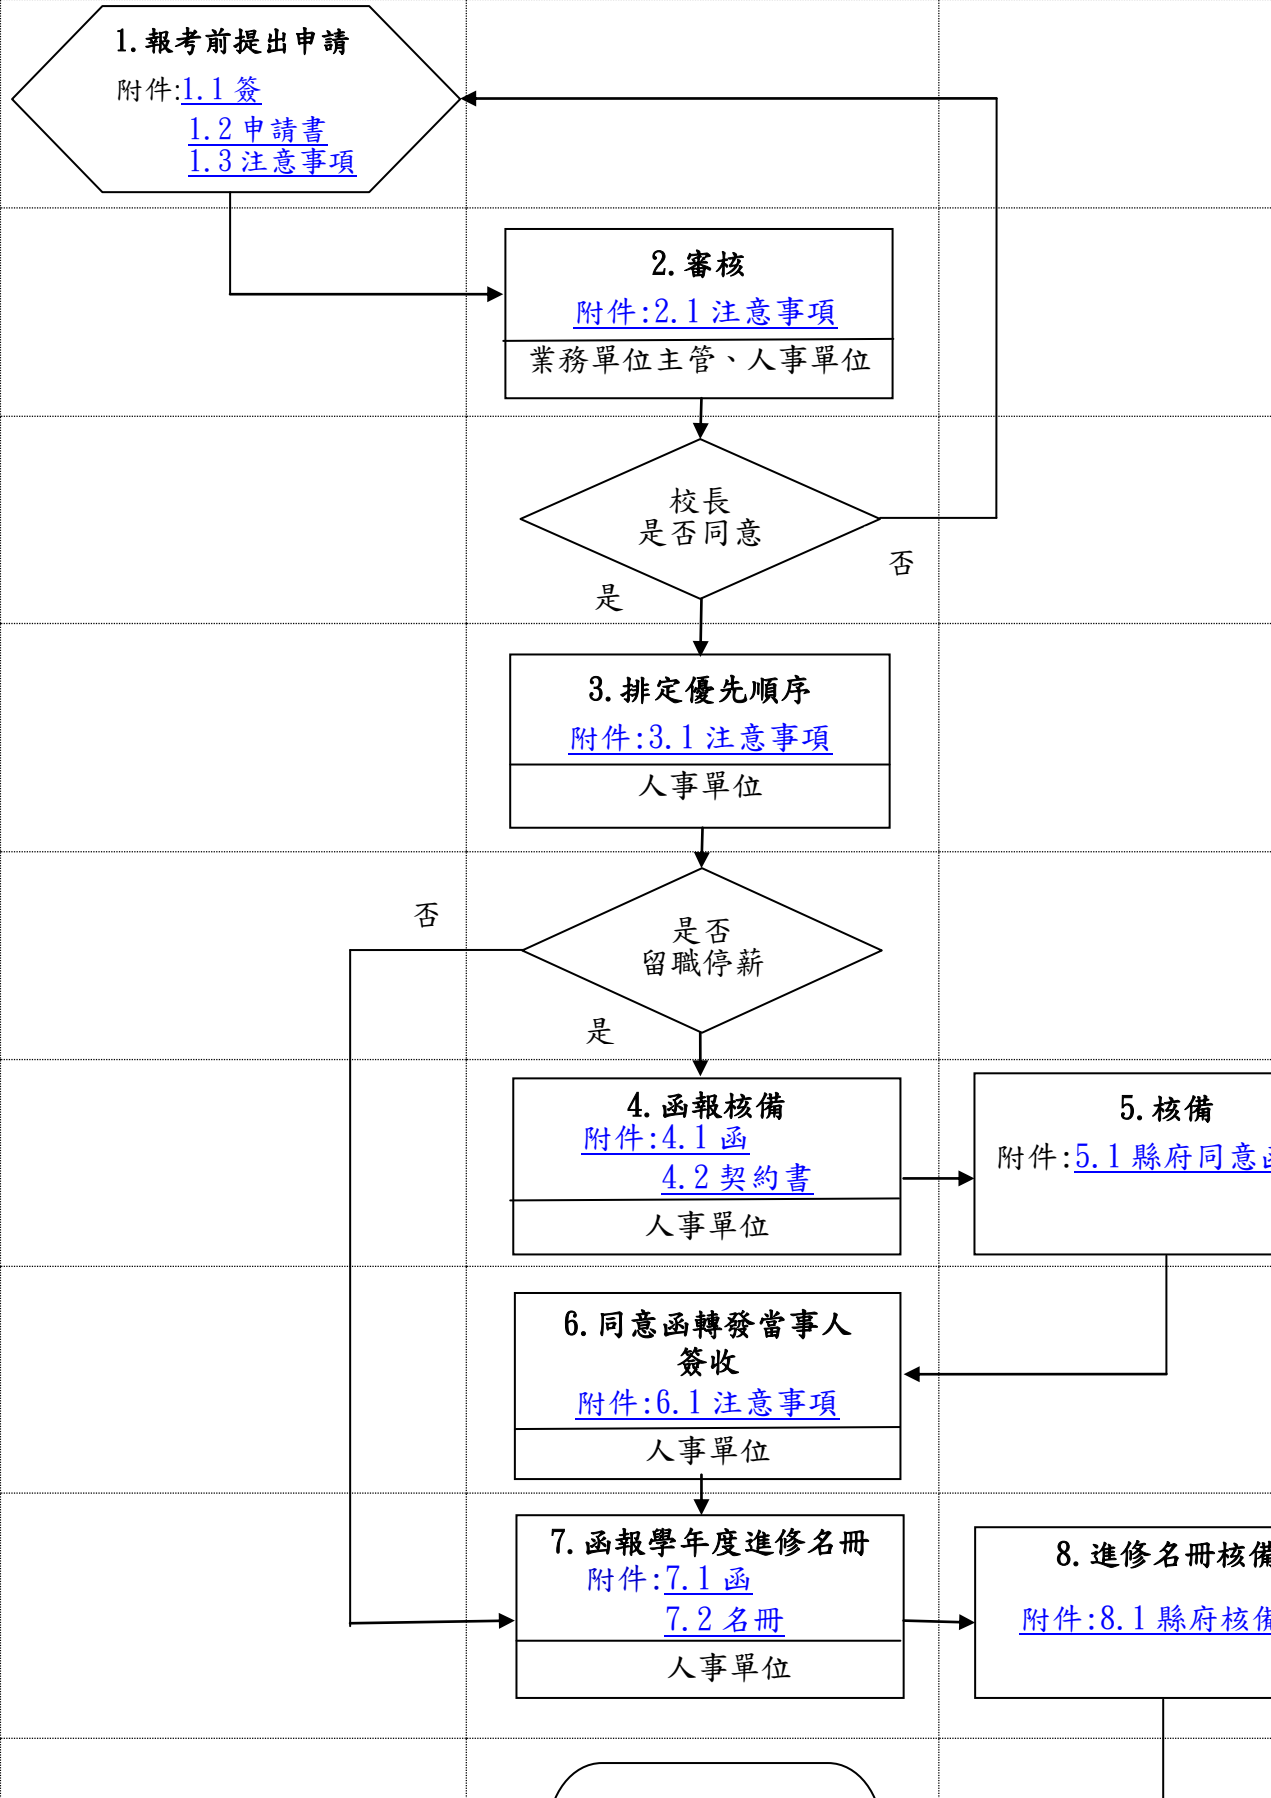 1.報考前提出申請
附件:1.1簽
1.2申請書
1.3注意事項
2.審核
附件:2.1注意事項
業務單位主管、人事單位
校長
是否同意
否
是
3.排定優先順序
附件:3.1注意事項
人事單位
否
是否
留職停薪
是
4.函報核備
附件:4.1函
4.2契約書
人事單位
5.核備
附件:5.1縣府同意
6.同意函轉發當事人
簽收
附件:6.1注意事項
人事單位
7.函報學年度進修名冊
附件:7.1函
7.2名冊
人事單位
8.進修名冊核備
附件:8.1縣府核備